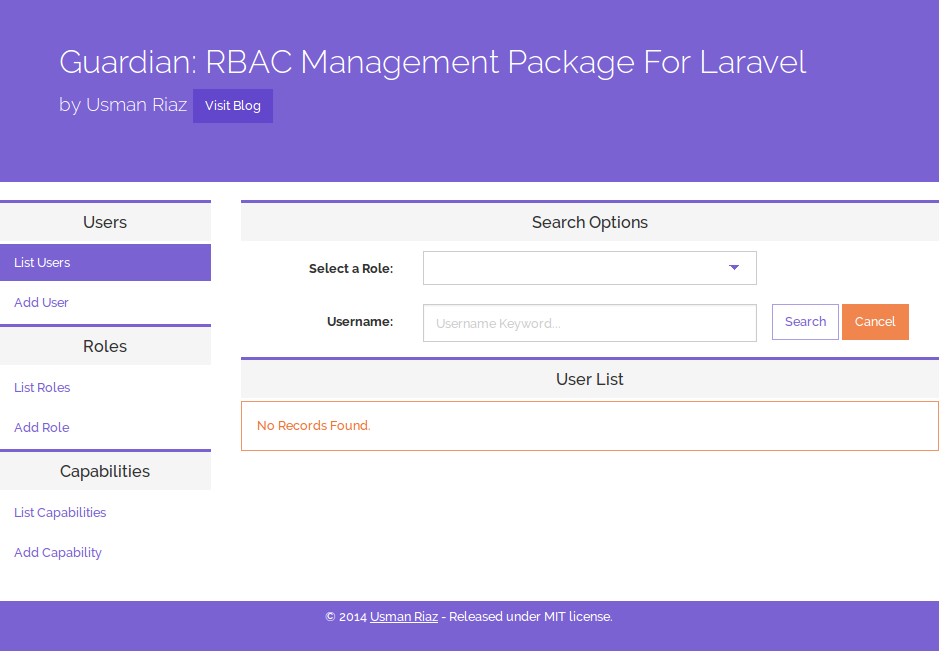 Guardian: RBAC Management Package For Laravel
by Usman Riaz Visit Blog
Users
List Users
Add User
Roles
List Roles
Add Role
Capabilities
List Capabilities
Add Capability
Search Options
Select a Role:
Username: Username Keyword... Search Cancel
User List
No Records Found.
© 2014 Usman Riaz - Released under MIT license.